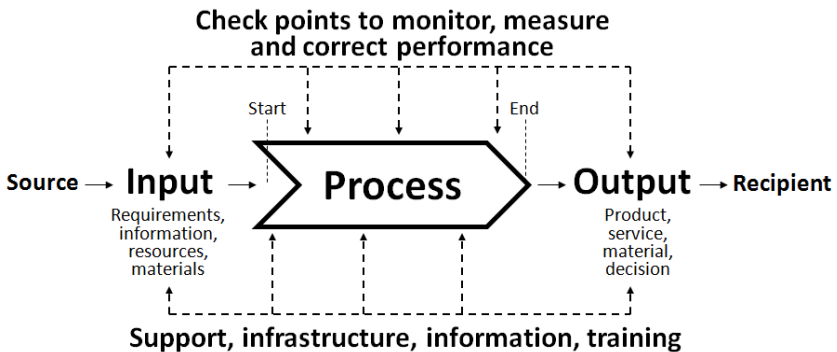 Check points to monitor, measure
and correct performance
Start
End
Source
Input
Process
Output
Recipient
Requirements,
information,
resources,
materials
Product,
service,
material,
decision
Support, infrastructure, information, training